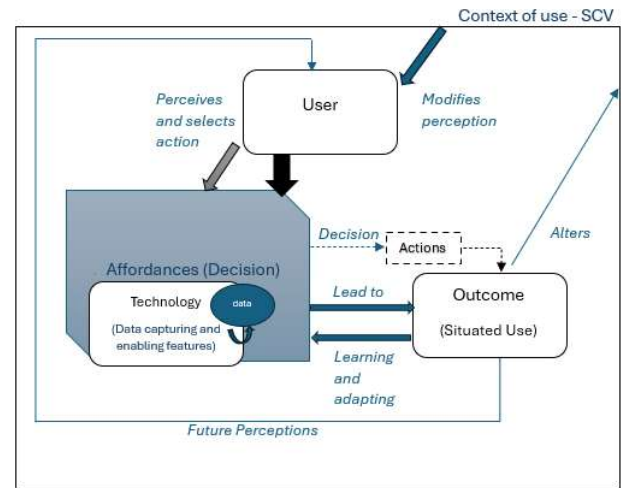 Context of use - SCV
User
Perceives
and selects
action
Modifies
perception
Affordances (Decision)
Technology
(Data capturing and
enabling features)
data
Decision
Actions
Alters
Lead to
Outcome
(Situated Use)
Learning
and
adapting
Future Perceptions